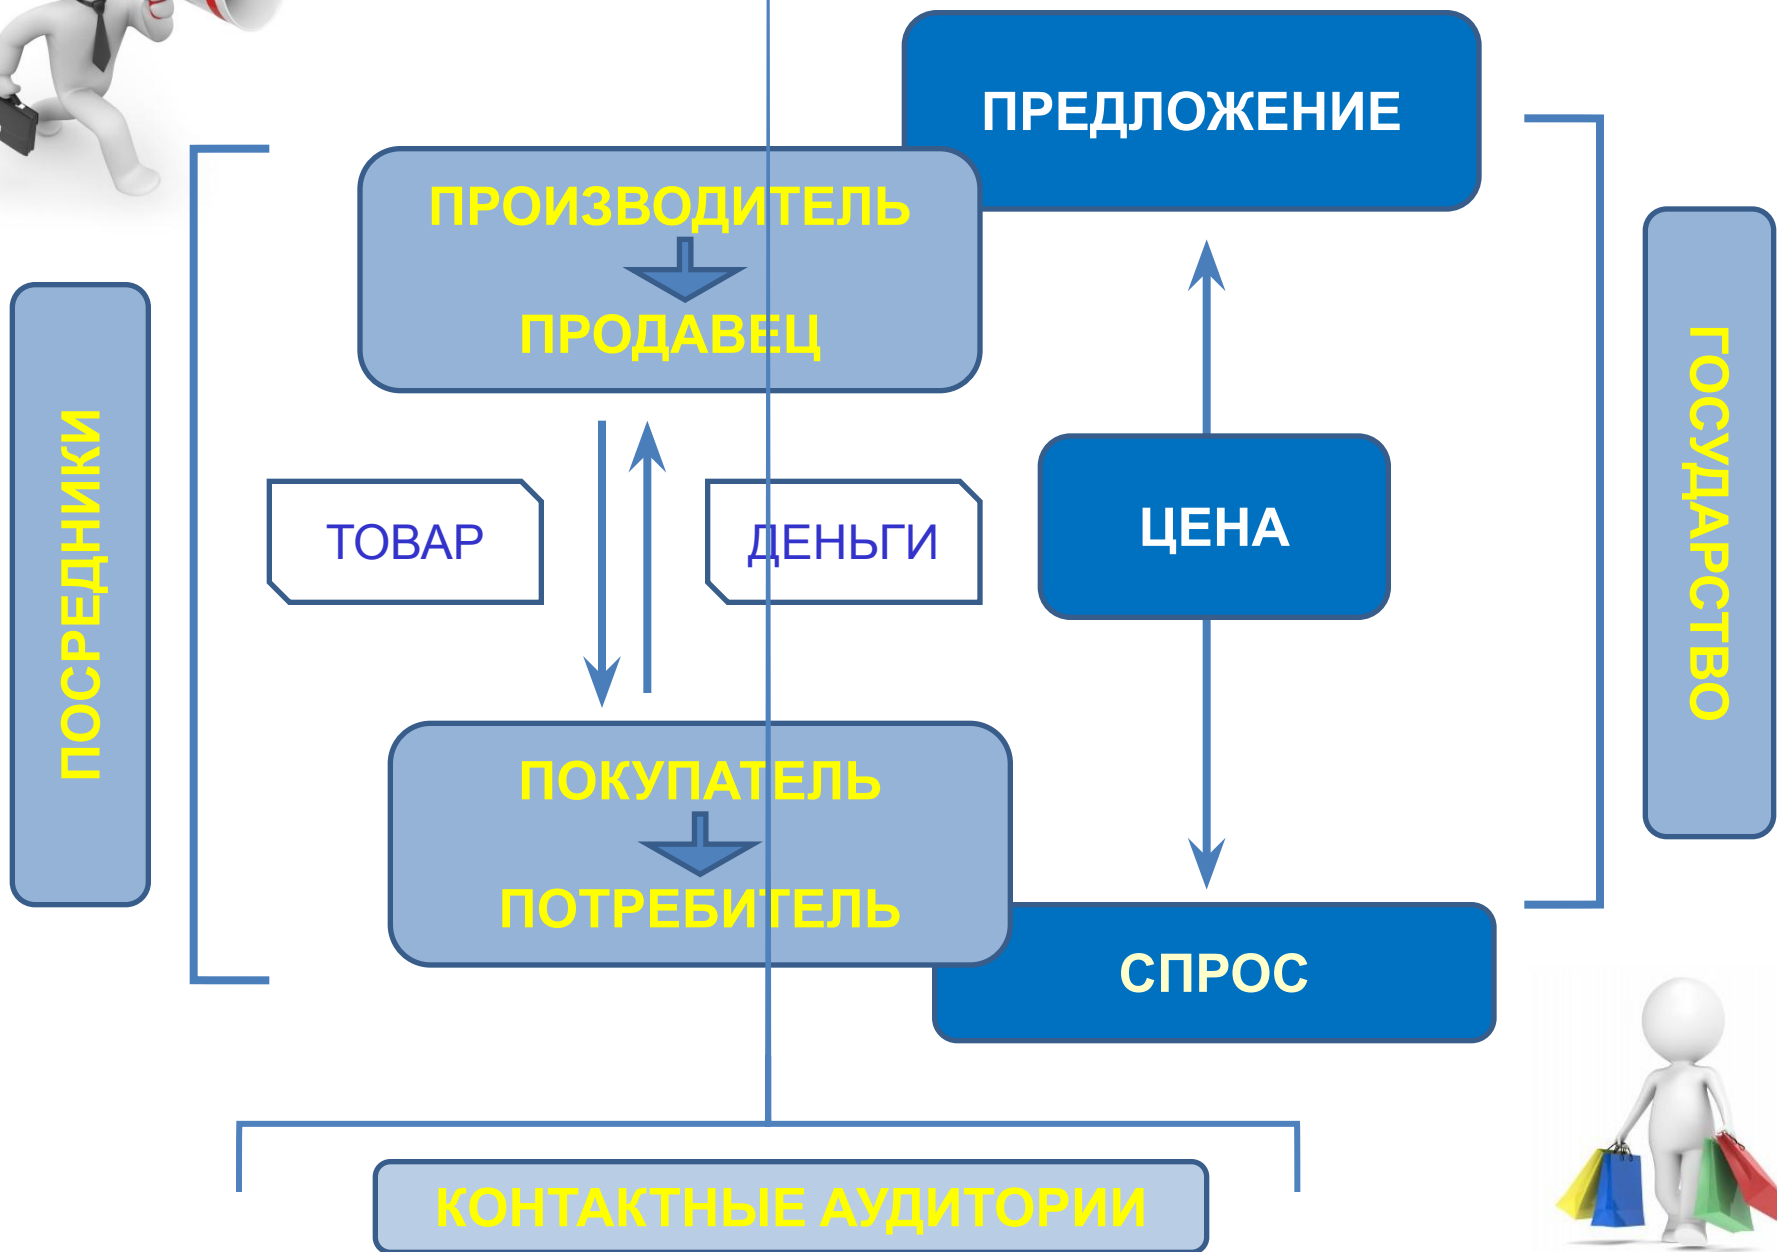 ПРЕДЛОЖЕНИЕ
ПРОИЗВОДИТЕЛЬ
ПРОДАВЕЦ
ПОСРЕДНИКИ
ТОВАР
ДЕНЬГИ
ЦЕНА
ГОСУДАРСТВО
ПОКУПАТЕЛЬ
ПОТРЕБИТЕЛЬ
СПРОС
КОНТАКТНЫЕ АУДИТОРИИ